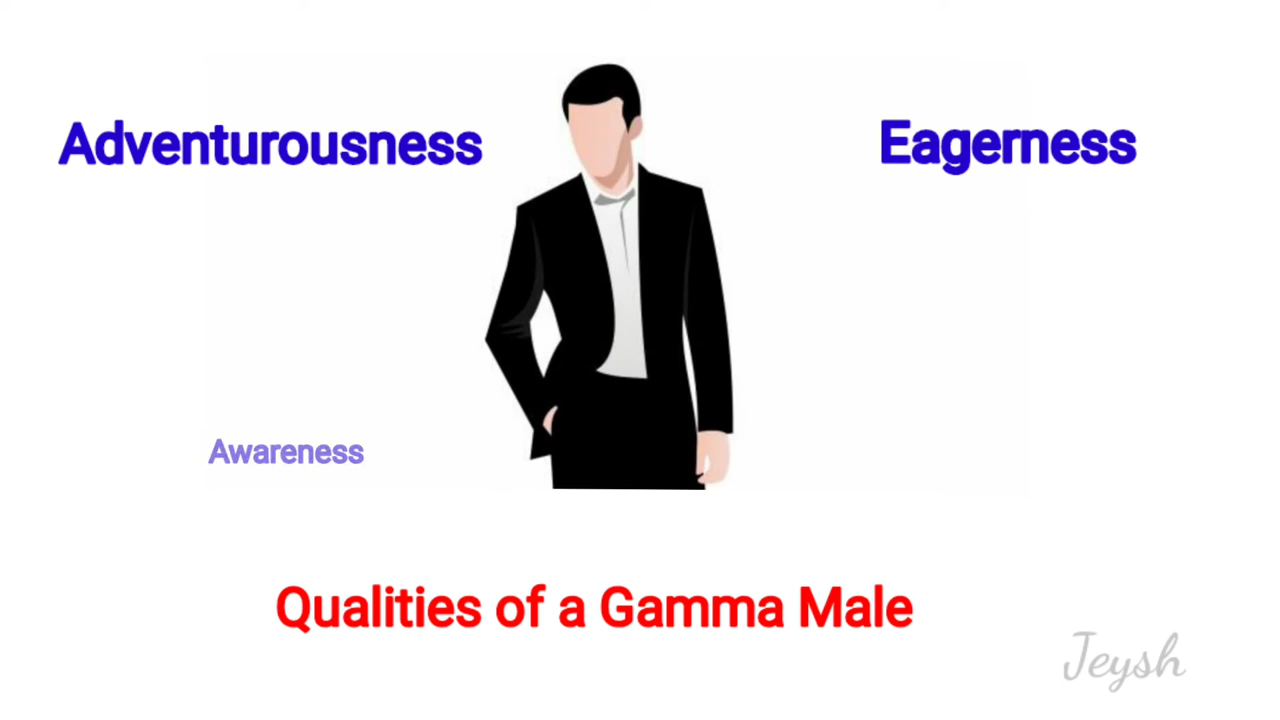 Adventurousness
Eagerness
Awareness
Qualities of a Gamma Male
Jeysh